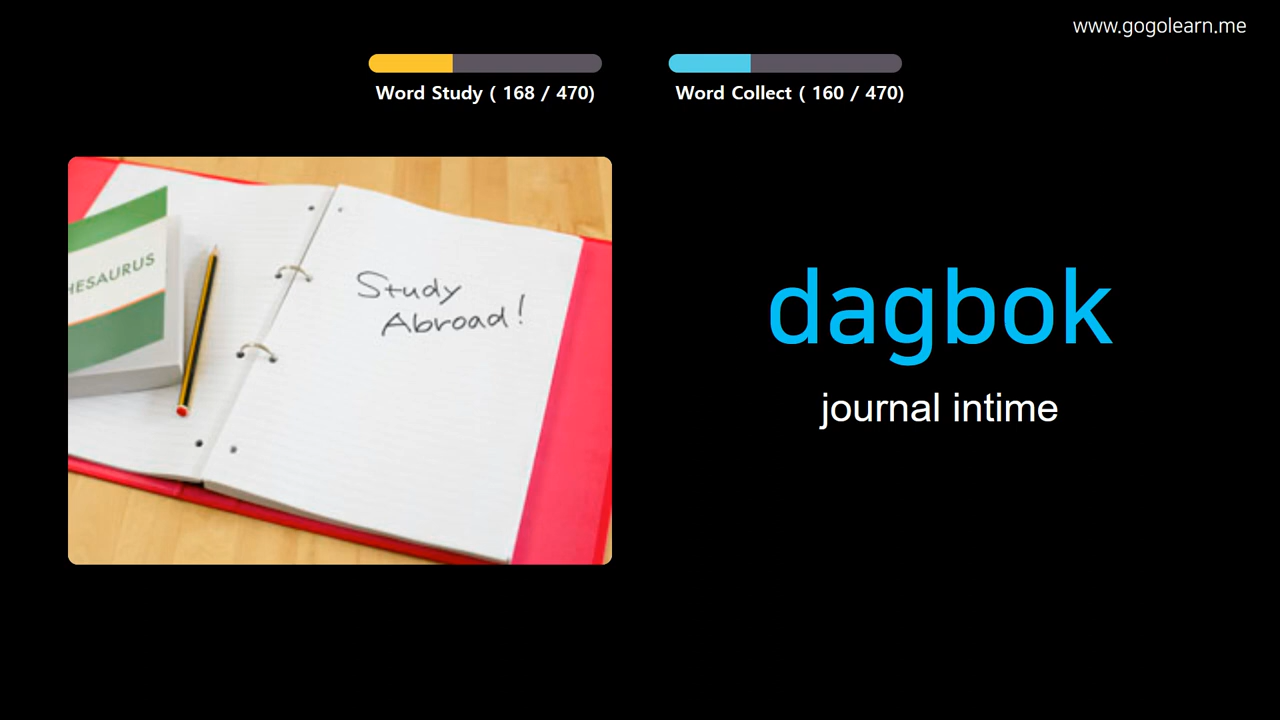 www.gogolearn.me
Word Study ( 168 / 470)
Word Collect ( 160 / 470)
HESAURUS
Study
Abroad!
dagbok
journal intime